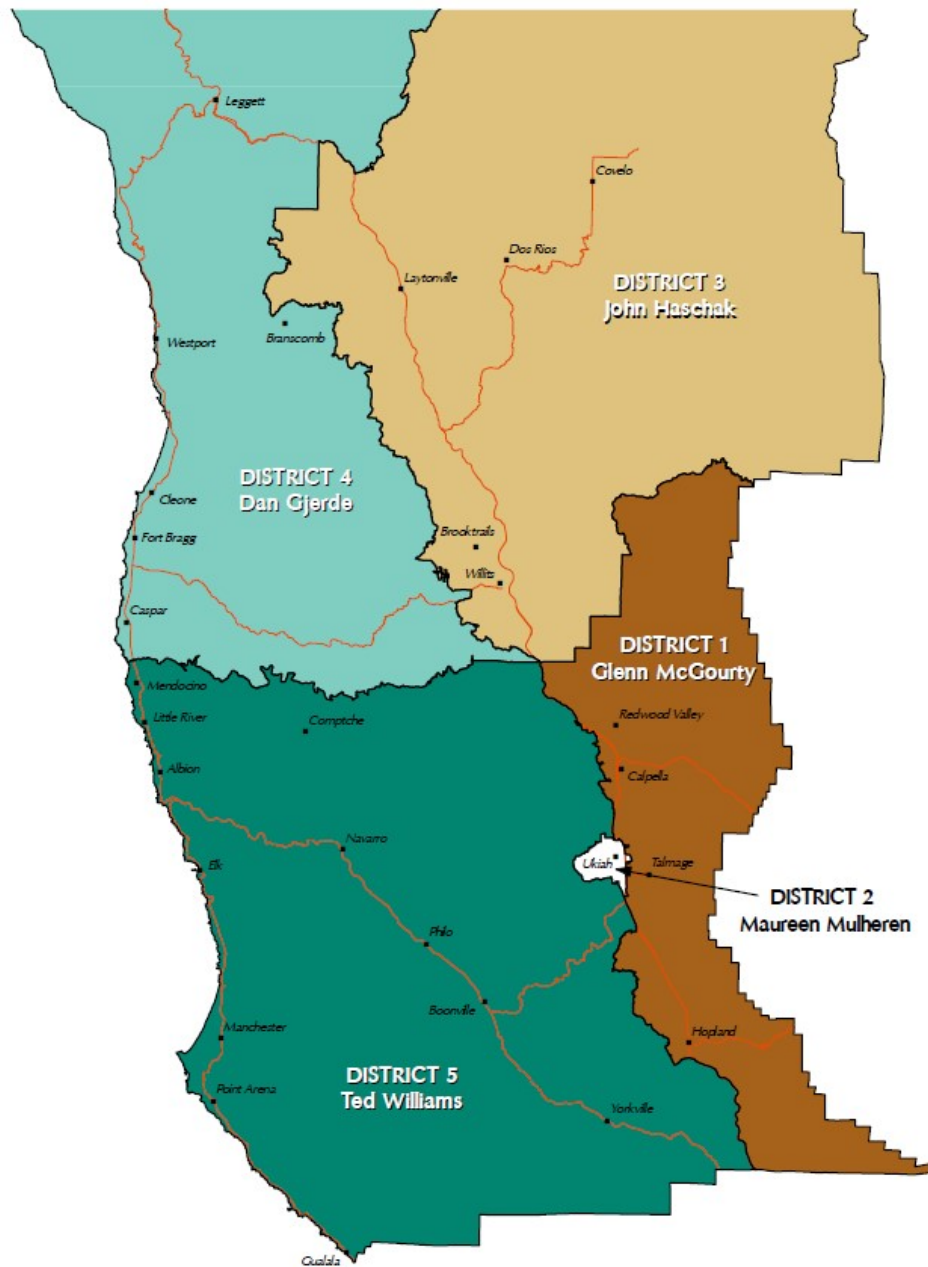 Leggett
Covelo
Dos Rios
DISTRICT 3
John Haschak
Laytonville
Branscomb
Westport
DISTRICT 4
Dan Gjerde
Cleone
Fort Bragg
Brooktrails
Willits
Caspar
DISTRICT 1
Glenn McGourty
Mendocino
Little River
Comptche
Redwood Valley
Albion
Calpella
Navarro
Ukiah
Talmage
Elk
DISTRICT 2
Maureen Mulheren
Philo
Boonville
Manchester
Hopland
DISTRICT 5
Ted Williams
Point Arena
Yorkville
Gualala